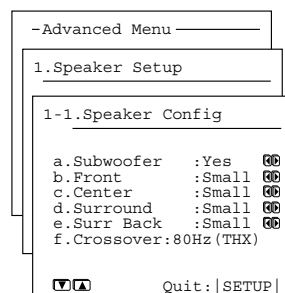 -Advanced Menu
1.Speaker Setup
1-1.Speaker Config
a.Subwoofer :Yes
b.Front :Small
c.Center :Small
d.Surround :Small
e.Surr Back :Small
f.Crossover:80Hz(THX)
Quit:|SETUP|